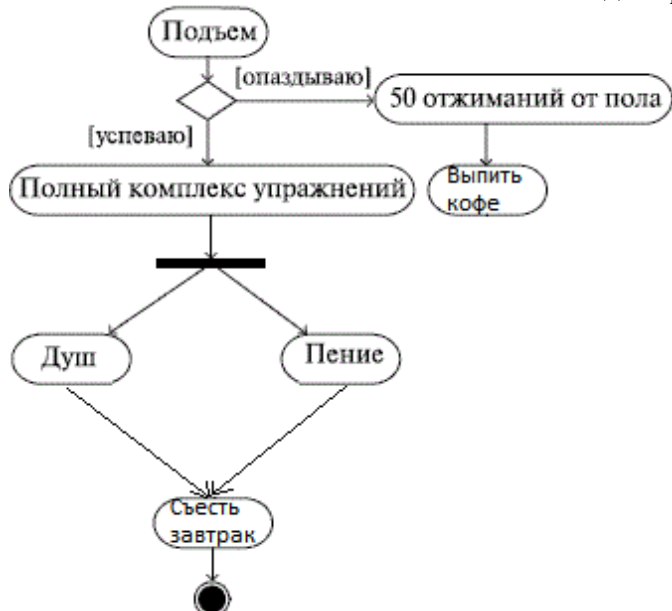 Подъем
[опаздываю]
50 отжиманий от пола
[успеваю]
Полный комплекс упражнений
Выпить
кофе
Душ
Пение
Съесть
завтрак